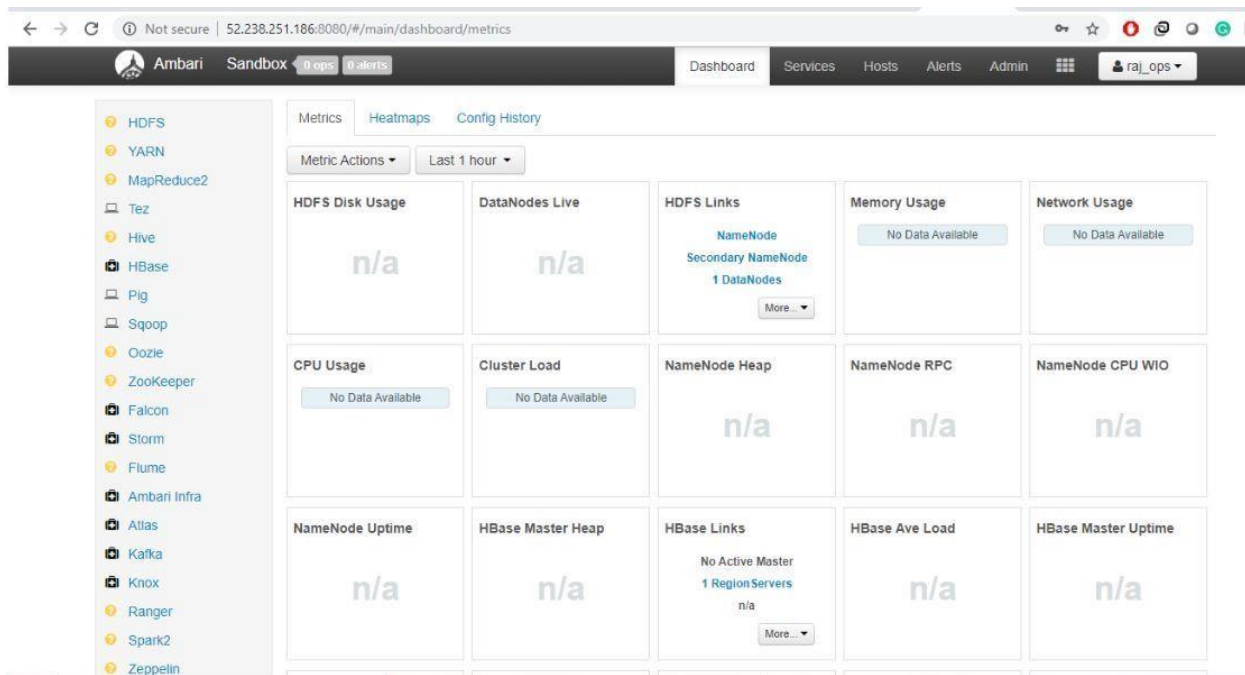 Not secure | 52.238.251.186:8080/#/main/dashboard/metrics
Ambari Sandbox 0 ops 0 alerts Dashboard Services Hosts Alerts Admin raj_ops
HDFS
YARN
MapReduce2
Tez
Hive
HBase
Pig
Sqoop
Oozie
ZooKeeper
Falcon
Storm
Flume
Ambari Infra
Atlas
Kafka
Knox
Ranger
Spark2
Zeppelin
Metrics Heatmaps Config History
Metric Actions Last 1 hour
HDFS Disk Usage
n/a
DataNodes Live
n/a
HDFS Links
NameNode
Secondary NameNode
1 DataNodes
More...
Memory Usage
No Data Available
Network Usage
No Data Available
CPU Usage
No Data Available
Cluster Load
No Data Available
NameNode Heap
n/a
NameNode RPC
n/a
NameNode CPU WIO
n/a
NameNode Uptime
n/a
HBase Master Heap
n/a
HBase Links
No Active Master
1 RegionServers
n/a
More...
HBase Ave Load
n/a
HBase Master Uptime
n/a